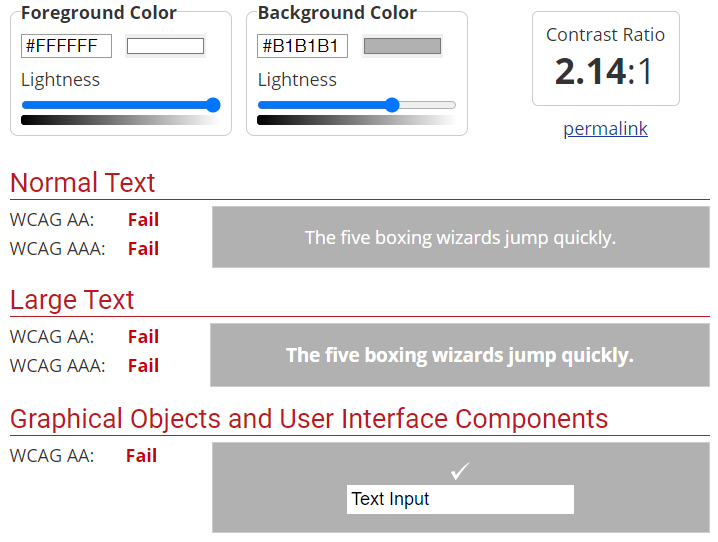 Foreground Color
#FFFFFF
Lightness
Background Color
#B1B1B1
Lightness
Contrast Ratio
2.14:1
permalink
Normal Text
WCAG AA: Fail
WCAG AAA: Fail
The five boxing wizards jump quickly.
Large Text
WCAG AA: Fail
WCAG AAA: Fail
The five boxing wizards jump quickly.
Graphical Objects and User Interface Components
WCAG AA: Fail
Text Input